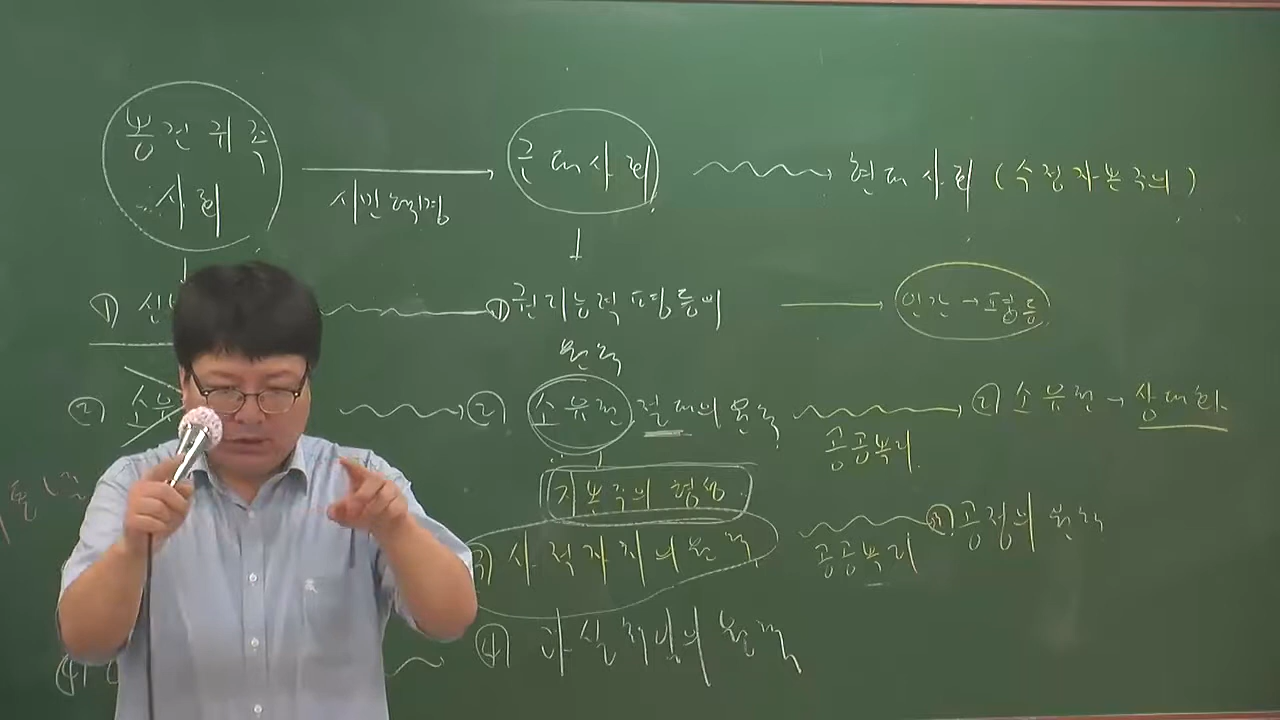 봉건귀족 사회
시민혁명
근대사회
현대사회 (수정자본주의)
① 신
① 권리능력 평등의 원칙
인간→평등
② 소유
② 소유권 절대의 원칙
공공복리
② 소유권→상대화
자본주의 형성
③ 사적자치의 원칙
공공복리
③ 공정의 원칙
④ 과실책임의 원칙